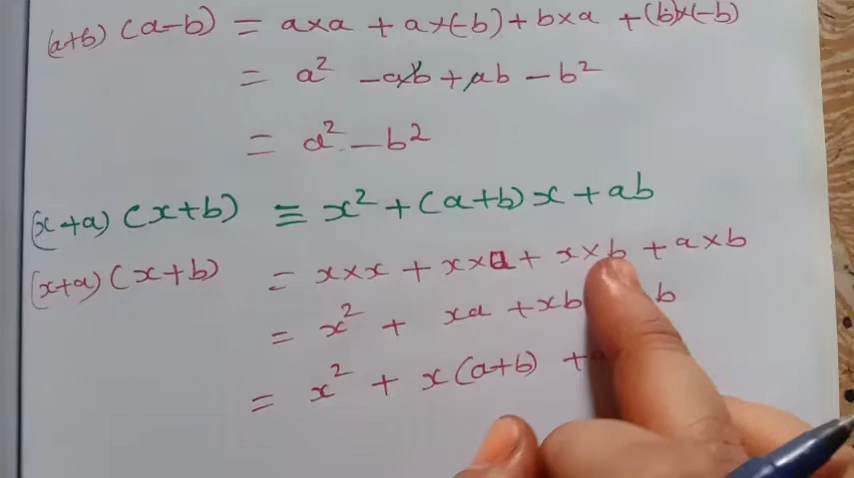 (a+b) (a-b) = a×a + a×(-b) + b×a + (b)×(-b)
= a² - ab + ab - b²
= a² - b²
(x+a) (x+b) ≡ x² + (a+b)x + ab
(x+a) (x+b) = x×x + x×a + x×b + a×b
= x² + xa + xb b
= x² + x(a+b) +